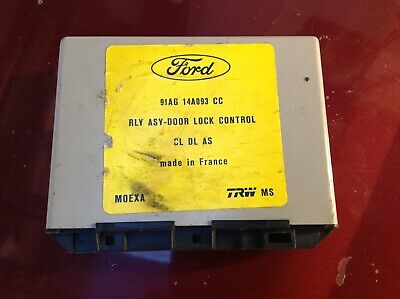 Ford
91AG 14A093 CC
RLY ASY-DOOR LOCK CONTROL
CL DL AS
made in France
MOEXA TRW MS